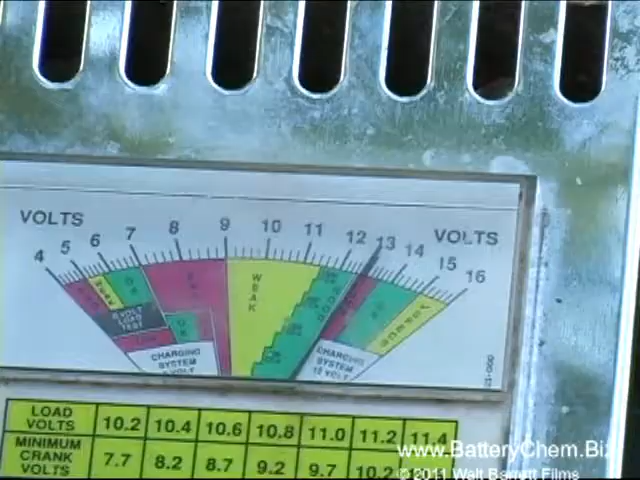 VOLTS
VOLTS
4 5 6 7 8 9 10 11 12 13 14 15 16
WEAK
OK
6 VOLT
LOAD
TEST
CHARGING
SYSTEM
6 VOLT
CHARGING
SYSTEM
12 VOLT
LOAD VOLTS 10.2 10.4 10.6 10.8 11.0 11.2 11.4
MINIMUM CRANK VOLTS 7.7 8.2 8.7 9.2 9.7 10.2
www.BatteryChem.Biz
© 2011 Walt Barrett Films